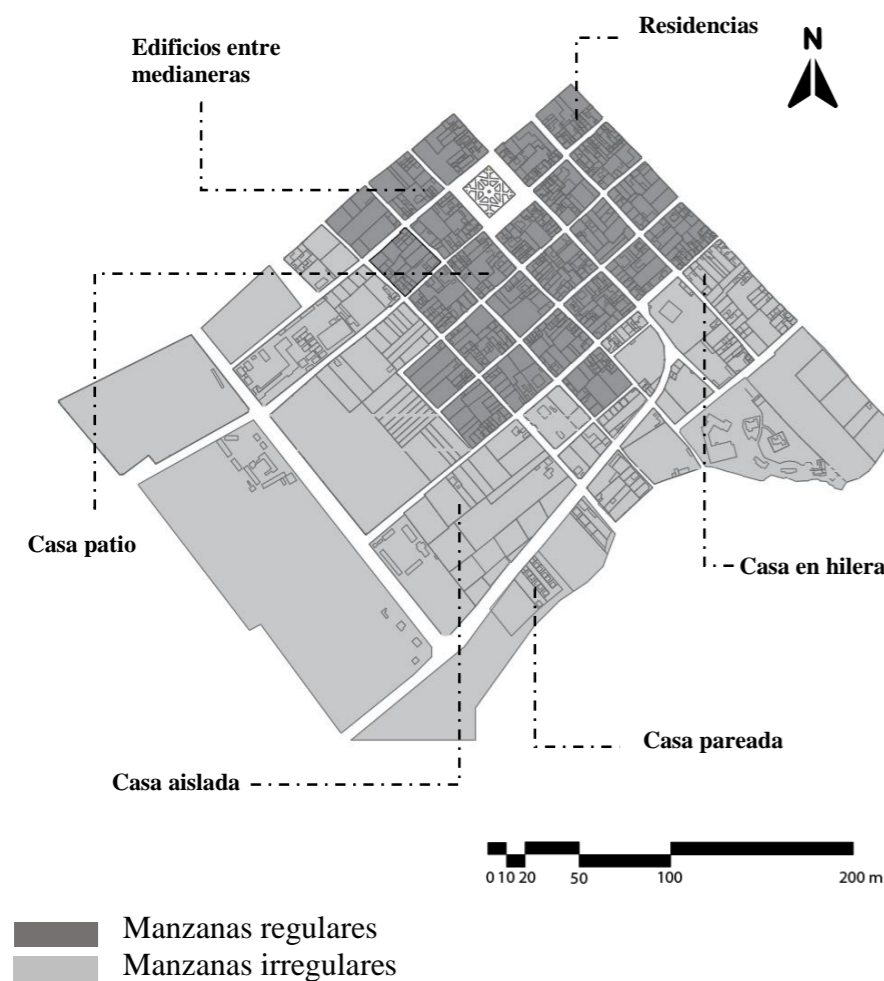 Residencias
N
Edificios entre
medianeras
Casa patio
Casa en hilera
Casa pareada
Casa aislada
0 10 20 50 100 200 m
Manzanas regulares
Manzanas irregulares